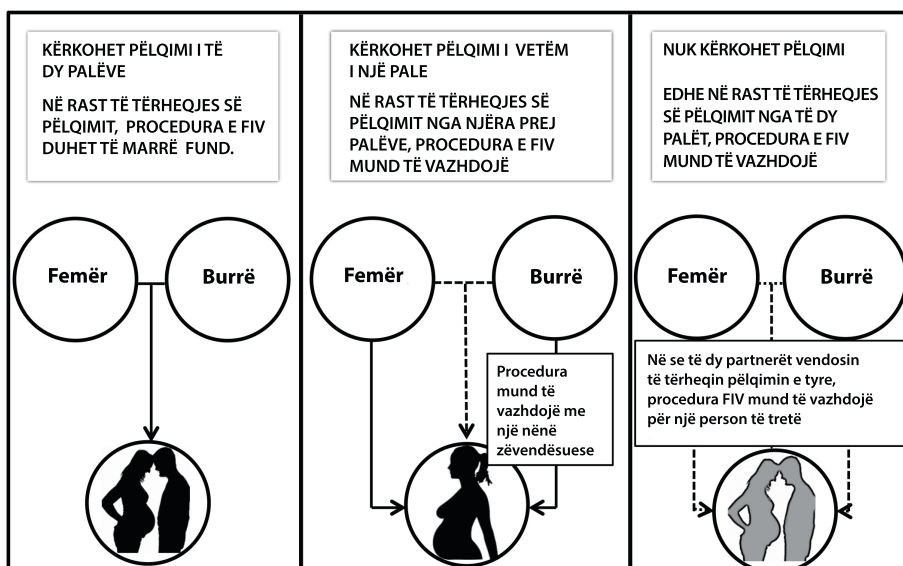 KËRKOHET PËLQIMI I TË
DY PALËVE
NË RAST TË TËRHEQJES SË
PËLQIMIT, PROCEDURA E FIV
DUHET TË MARRË FUND.
Femër
Burrë
KËRKOHET PËLQIMI I VETËM
I NJË PALE
NË RAST TË TËRHEQJES SË
PËLQIMIT NGA NJËRA PREJ
PALËVE, PROCEDURA E FIV
MUND TË VAZHDOJË
Femër
Burrë
Procedura
mund të
vazhdojë me
një nënë
zëvendësuese
NUK KËRKOHET PËLQIMI
EDHE NË RAST TË TËRHEQJES
SË PËLQIMIT NGA TË DY
PALËT, PROCEDURA E FIV
MUND TË VAZHDOJË
Femër
Burrë
Në se të dy partnerët vendosin
të tërheqin pëlqimin e tyre,
procedura FIV mund të vazhdojë
për një person të tretë